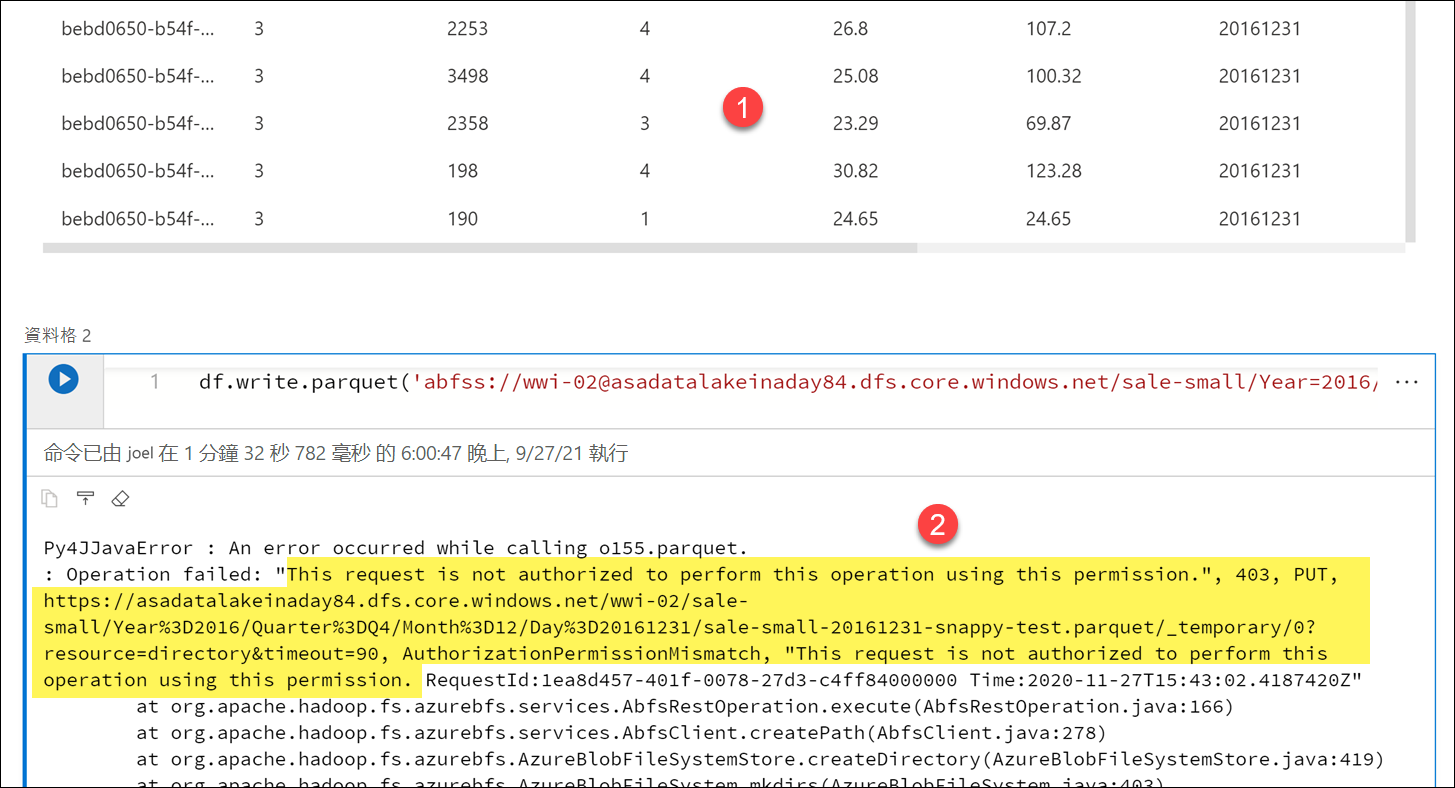 bebd0650-b54f-... 3 2253 4 26.8 107.2 20161231
bebd0650-b54f-... 3 3498 4 25.08 100.32 20161231
1
bebd0650-b54f-... 3 2358 3 23.29 69.87 20161231
bebd0650-b54f-... 3 198 4 30.82 123.28 20161231
bebd0650-b54f-... 3 190 1 24.65 24.65 20161231
資料格 2
1 df.write.parquet('abfss://wwi-02@asadatalakeinaday84.dfs.core.windows.net/sale-small/Year=2016/ ...
命令已由 joel 在 1 分鐘 32 秒 782 毫秒 的 6:00:47 晚上, 9/27/21 執行
2
Py4JJavaError : An error occurred while calling o155.parquet.
: Operation failed: "This request is not authorized to perform this operation using this permission.", 403, PUT,
https://asadatalakeinaday84.dfs.core.windows.net/wwi-02/sale-
small/Year%3D2016/Quarter%3DQ4/Month%3D12/Day%3D20161231/sale-small-20161231-snappy-test.parquet/_temporary/0?
resource=directory&timeout=90, AuthorizationPermissionMismatch, "This request is not authorized to perform this
operation using this permission. RequestId:1ea8d457-401f-0078-27d3-c4ff84000000 Time:2020-11-27T15:43:02.4187420Z"
at org.apache.hadoop.fs.azurebfs.services.AbfsRestOperation.execute(AbfsRestOperation.java:166)
at org.apache.hadoop.fs.azurebfs.services.AbfsClient.createPath(AbfsClient.java:278)
at org.apache.hadoop.fs.azurebfs.AzureBlobFileSystemStore.createDirectory(AzureBlobFileSystemStore.java:419)
at org.apache.hadoop.fs.azurebfs.AzureBlobFileSystem.mkdirs(AzureBlobFileSystem.java:403)